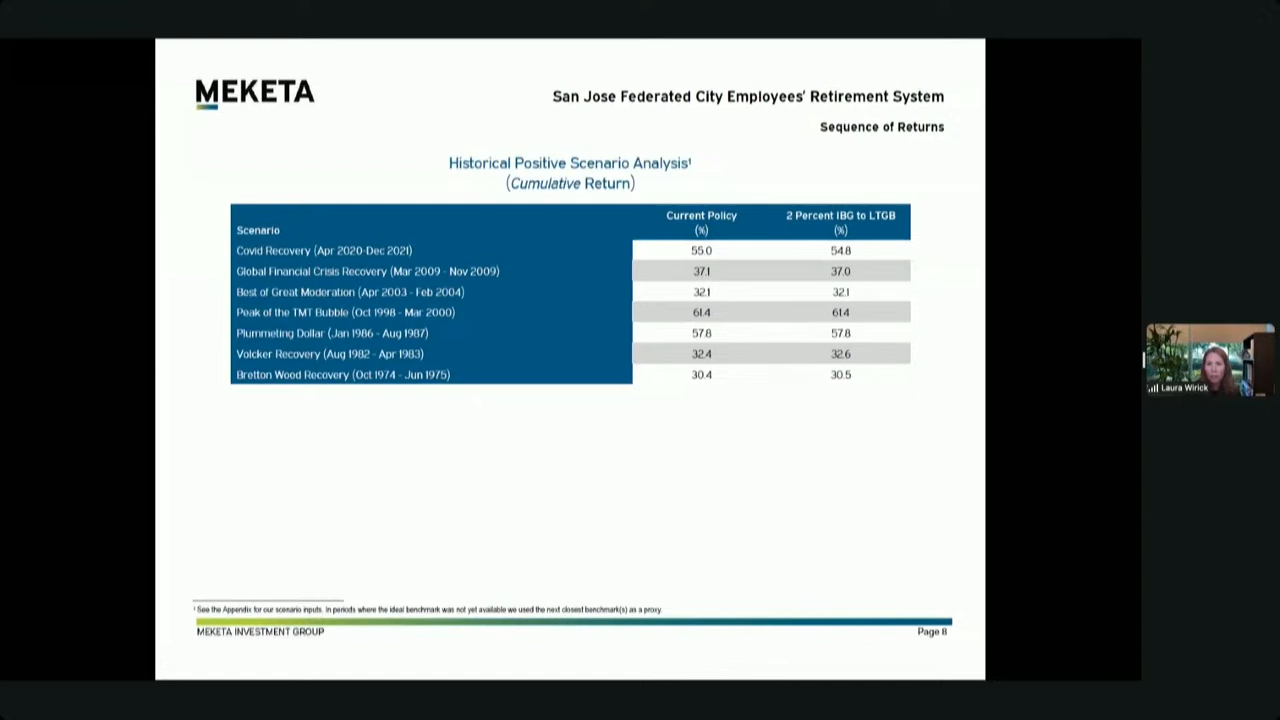 MEKETA
San Jose Federated City Employees' Retirement System
Sequence of Returns
Historical Positive Scenario Analysis¹
(Cumulative Return)
Scenario
Current Policy (%)
2 Percent IBG to LTGB (%)
Covid Recovery (Apr 2020-Dec 2021) 55.0 54.8
Global Financial Crisis Recovery (Mar 2009 - Nov 2009) 37.1 37.0
Best of Great Moderation (Apr 2003 - Feb 2004) 32.1 32.1
Peak of the TMT Bubble (Oct 1998 - Mar 2000) 61.4 61.4
Plummeting Dollar (Jan 1986 - Aug 1987) 57.8 57.8
Volcker Recovery (Aug 1982 - Apr 1983) 32.4 32.6
Bretton Wood Recovery (Oct 1974 - Jun 1975) 30.4 30.5
Laura Wirick
¹ See the Appendix for our scenario inputs. In periods where the ideal benchmark was not yet available we used the next closest benchmark(s) as a proxy.
MEKETA INVESTMENT GROUP
Page 8